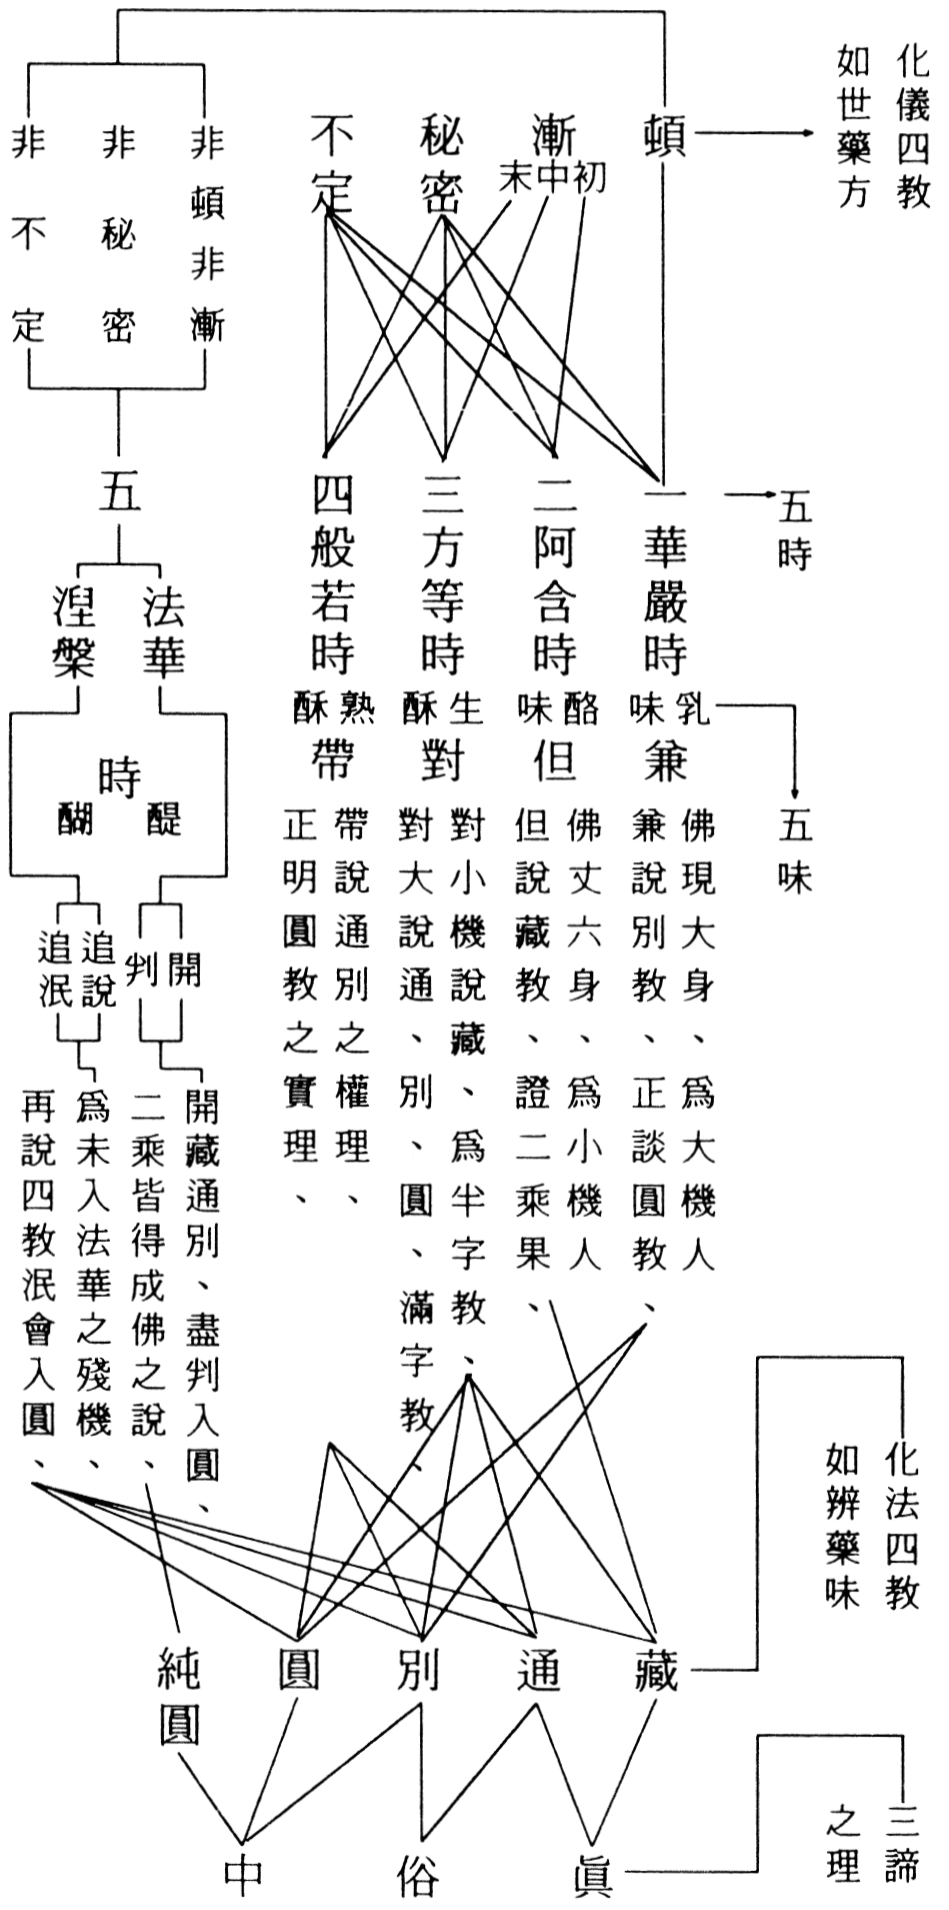 化儀四教
如世藥方
頓
漸
初
中
末
秘密
不定
非頓非漸
非秘密
非不定
五時
一華嚴時
乳味
兼
二阿含時
酪味
但
三方等時
生酥
對
四般若時
熟酥
帶
五
法華
涅槃
時
醍醐
五味
佛現大身、爲大機人
兼說別教、正談圓教、
佛丈六身、爲小機人
但說藏教、證二乘果、
對小機說藏、爲半字教、
對大說通、別、圓、滿字教、
帶說通別之權理、
正明圓教之實理、
開
判
追說
追泯
開藏通別、盡判入圓、
二乘皆得成佛之說、
爲未入法華之殘機、
再說四教泯會入圓、
化法四教
如辨藥味
藏
通
別
圓
純圓
三諦
之理
眞
俗
中